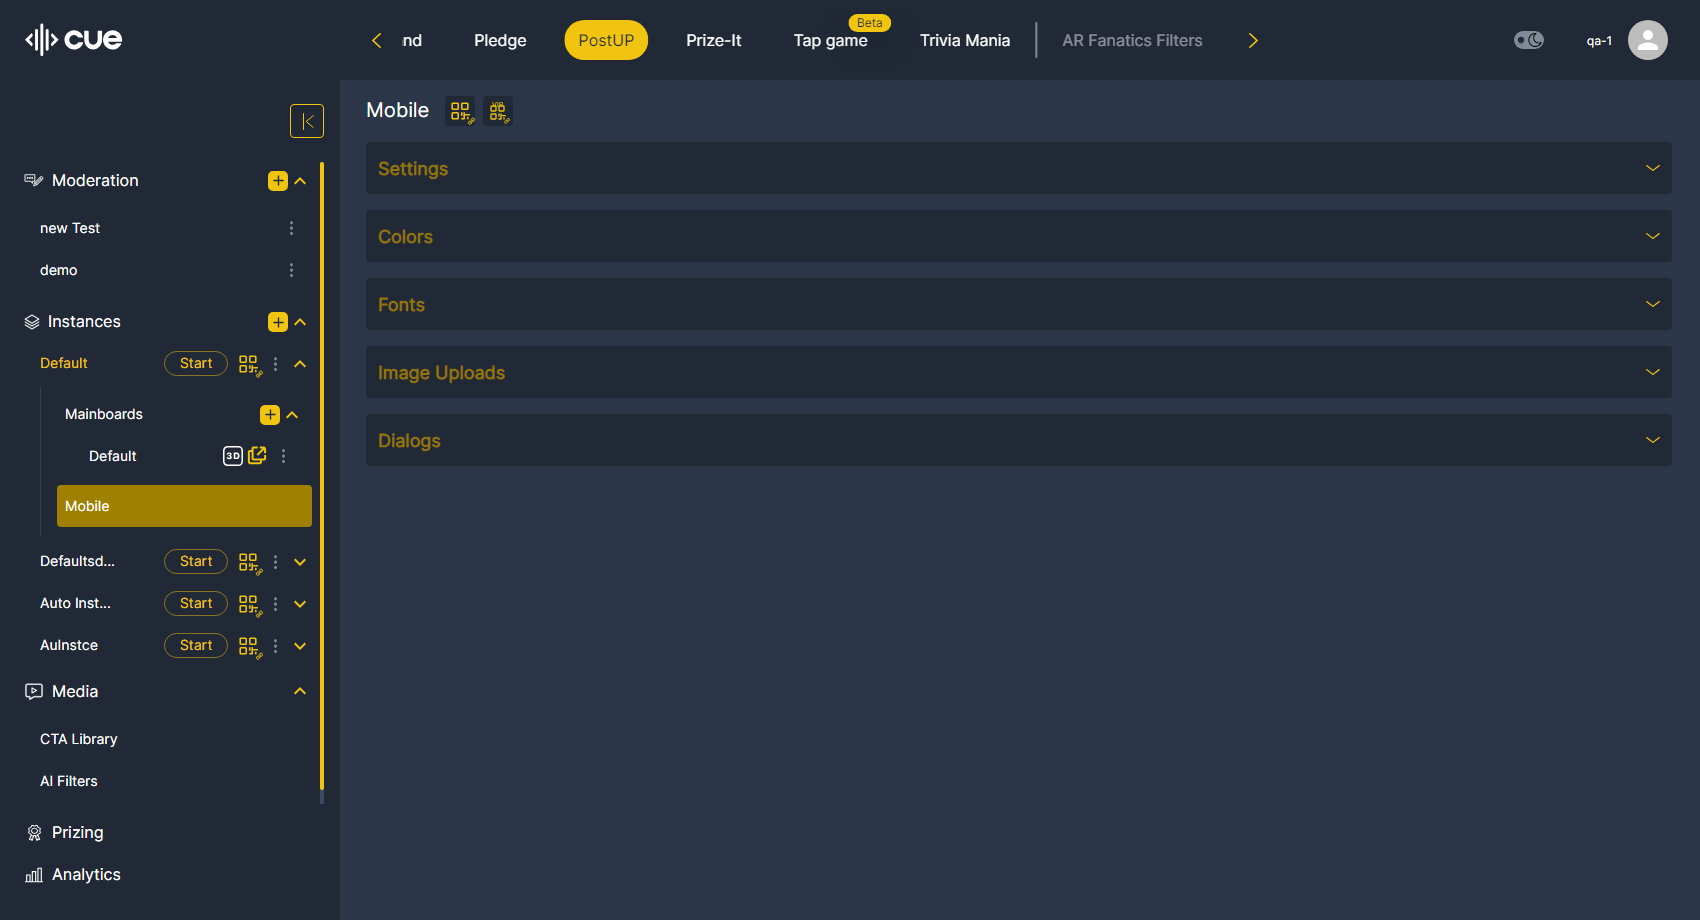 cue
nd
Pledge
PostUP
Prize-It
Beta
Tap game
Trivia Mania
AR Fanatics Filters
qa-1
Moderation
new Test
demo
Instances
Default
Start
Mainboards
Default
3D
Mobile
Defaultsd...
Start
Auto Inst...
Start
AuInstce
Start
Media
CTA Library
AI Filters
Prizing
Analytics
Mobile
VIP
Settings
Colors
Fonts
Image Uploads
Dialogs